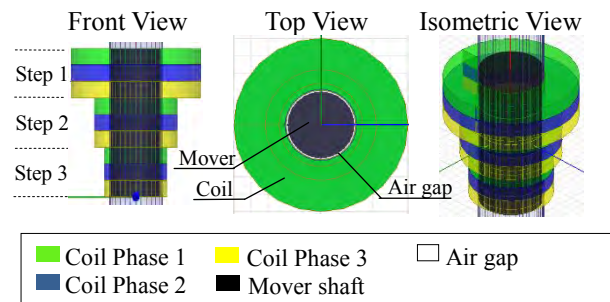 Front View
Top View
Isometric View
Step 1
Step 2
Step 3
Mover
Coil
Air gap
Coil Phase 1
Coil Phase 3
Air gap
Coil Phase 2
Mover shaft